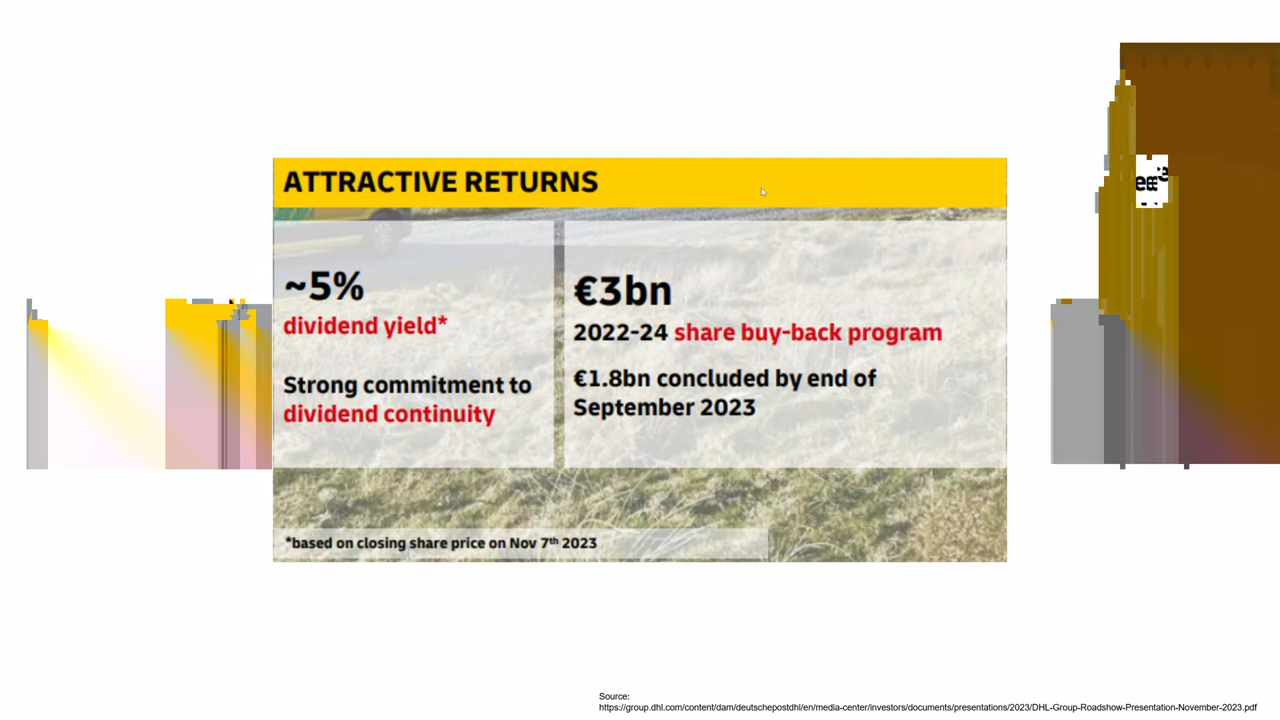 ATTRACTIVE RETURNS
~5%
dividend yield*
Strong commitment to
dividend continuity
€3bn
2022-24 share buy-back program
€1.8bn concluded by end of
September 2023
*based on closing share price on Nov 7th 2023
Source:
https://group.dhl.com/content/dam/deutschepostdhl/en/media-center/investors/documents/presentations/2023/DHL-Group-Roadshow-Presentation-November-2023.pdf